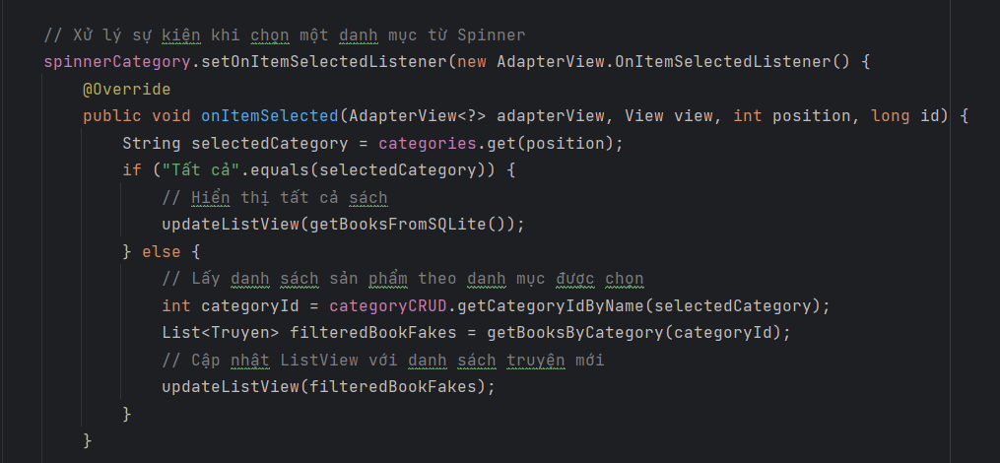 // Xử lý sự kiện khi chọn một danh mục từ Spinner
spinnerCategory.setOnItemSelectedListener(new AdapterView.OnItemSelectedListener() {
@Override
public void onItemSelected(AdapterView<?> adapterView, View view, int position, long id) {
String selectedCategory = categories.get(position);
if ("Tất cả".equals(selectedCategory)) {
// Hiển thị tất cả sách
updateListView(getBooksFromSQLite());
} else {
// Lấy danh sách sản phẩm theo danh mục được chọn
int categoryId = categoryCRUD.getCategoryIdByName(selectedCategory);
List<Truyen> filteredBookFakes = getBooksByCategory(categoryId);
// Cập nhật ListView với danh sách truyện mới
updateListView(filteredBookFakes);
}
}